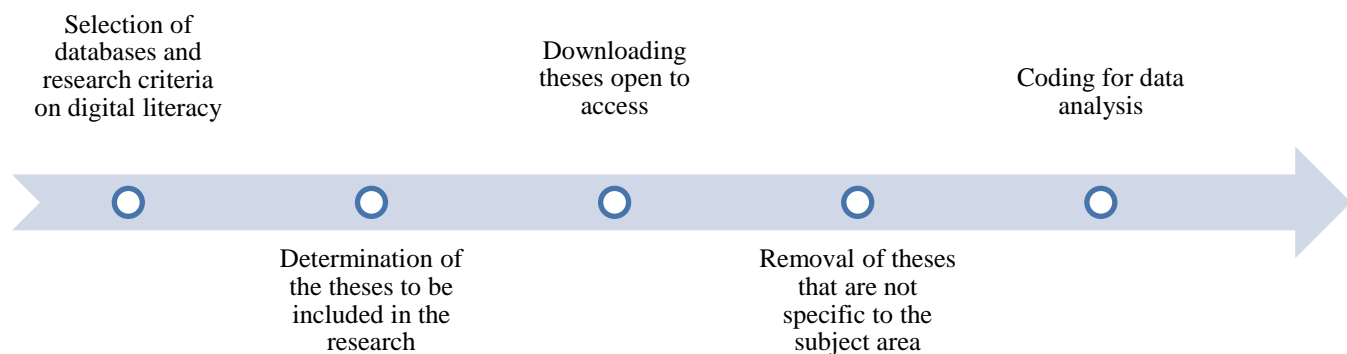 Selection of
databases and
research criteria
on digital literacy
Determination of
the theses to be
included in the
research
Downloading
theses open to
access
Removal of theses
that are not
specific to the
subject area
Coding for data
analysis